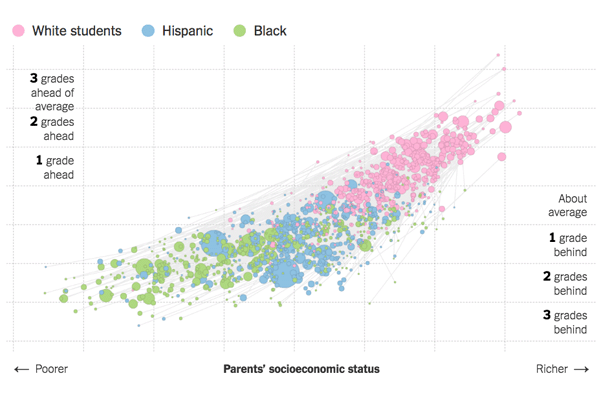 White students Hispanic Black
3 grades
ahead of
average
2 grades
ahead
1 grade
ahead
About
average
1 grade
behind
2 grades
behind
3 grades
behind
← Poorer Parents’ socioeconomic status Richer →